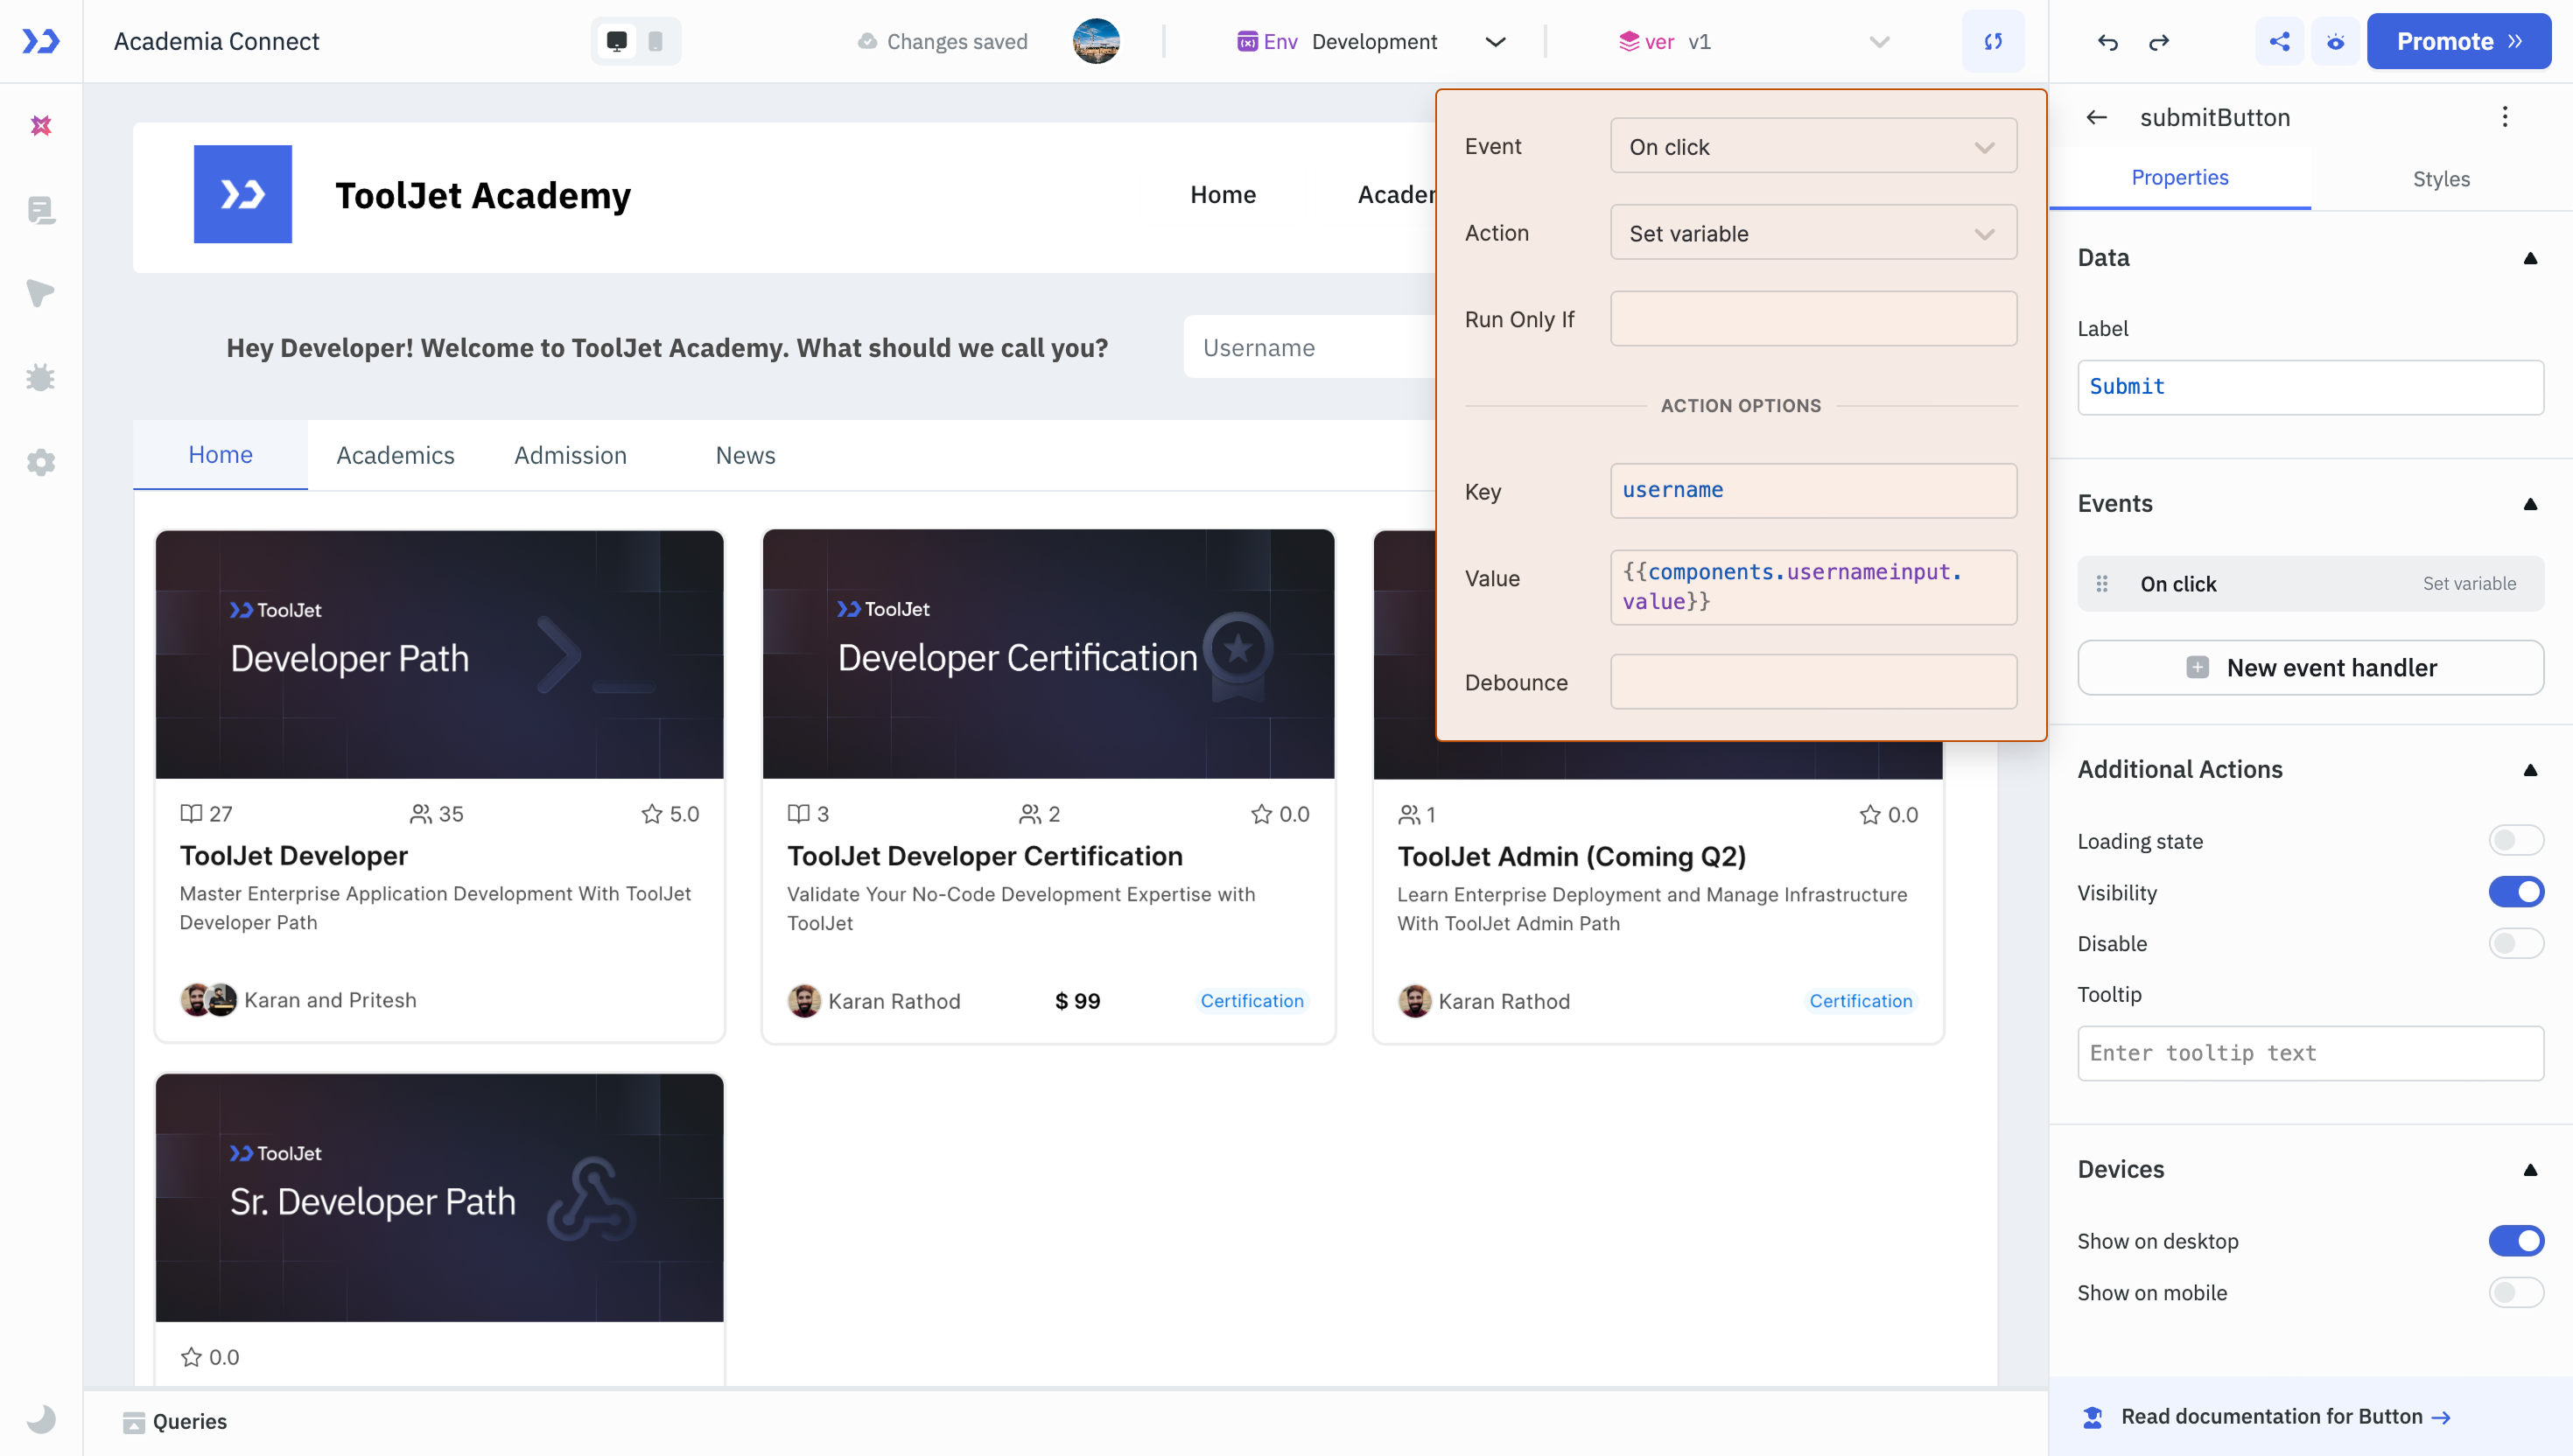 Academia Connect
Changes saved
Env Development
ver v1
Promote
ToolJet Academy
Home
Academ
Hey Developer! Welcome to ToolJet Academy. What should we call you?
Username
Home Academics Admission News
ToolJet
Developer Path
27 35 5.0
ToolJet Developer
Master Enterprise Application Development With ToolJet
Developer Path
Karan and Pritesh
ToolJet
Developer Certification
3 2 0.0
ToolJet Developer Certification
Validate Your No-Code Development Expertise with
ToolJet
Karan Rathod $ 99 Certification
1 0.0
ToolJet Admin (Coming Q2)
Learn Enterprise Deployment and Manage Infrastructure
With ToolJet Admin Path
Karan Rathod Certification
ToolJet
Sr. Developer Path
0.0
Queries
Event On click
Action Set variable
Run Only If
ACTION OPTIONS
Key username
Value {{components.usernameinput.
value}}
Debounce
submitButton
Properties Styles
Data
Label
Submit
Events
On click Set variable
New event handler
Additional Actions
Loading state
Visibility
Disable
Tooltip
Enter tooltip text
Devices
Show on desktop
Show on mobile
Read documentation for Button